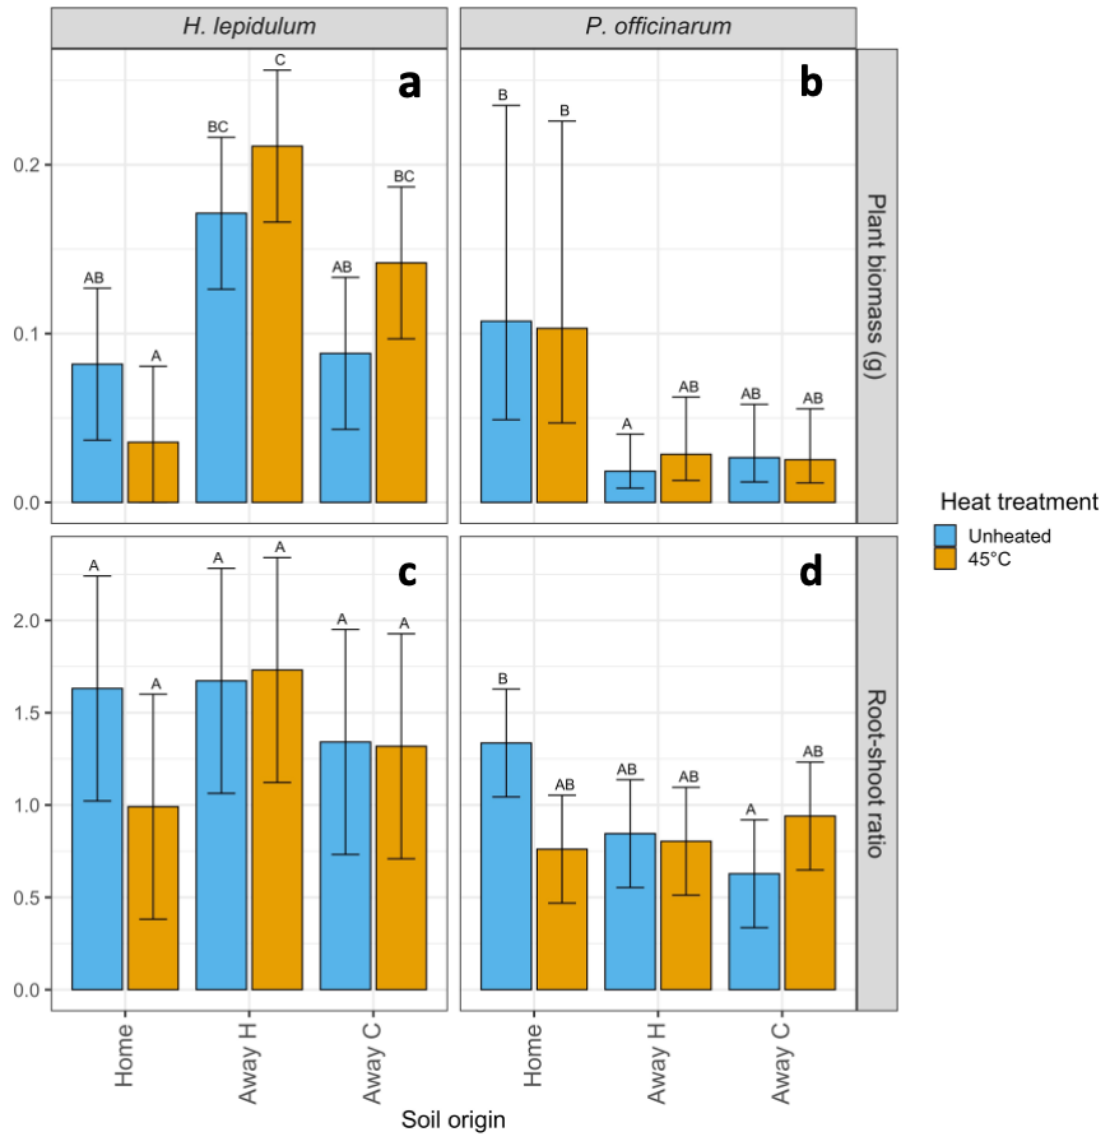 H. lepidulum
P. officinarum
a
b
C
BC
BC
AB
AB
A
B
B
A
AB
AB
AB
0.2
0.1
0.0
Plant biomass (g)
Heat treatment
Unheated
45°C
c
d
A
A
A
A
A
A
B
AB
AB
AB
A
AB
2.0
1.5
1.0
0.5
0.0
Root-shoot ratio
Home
Away H
Away C
Home
Away H
Away C
Soil origin